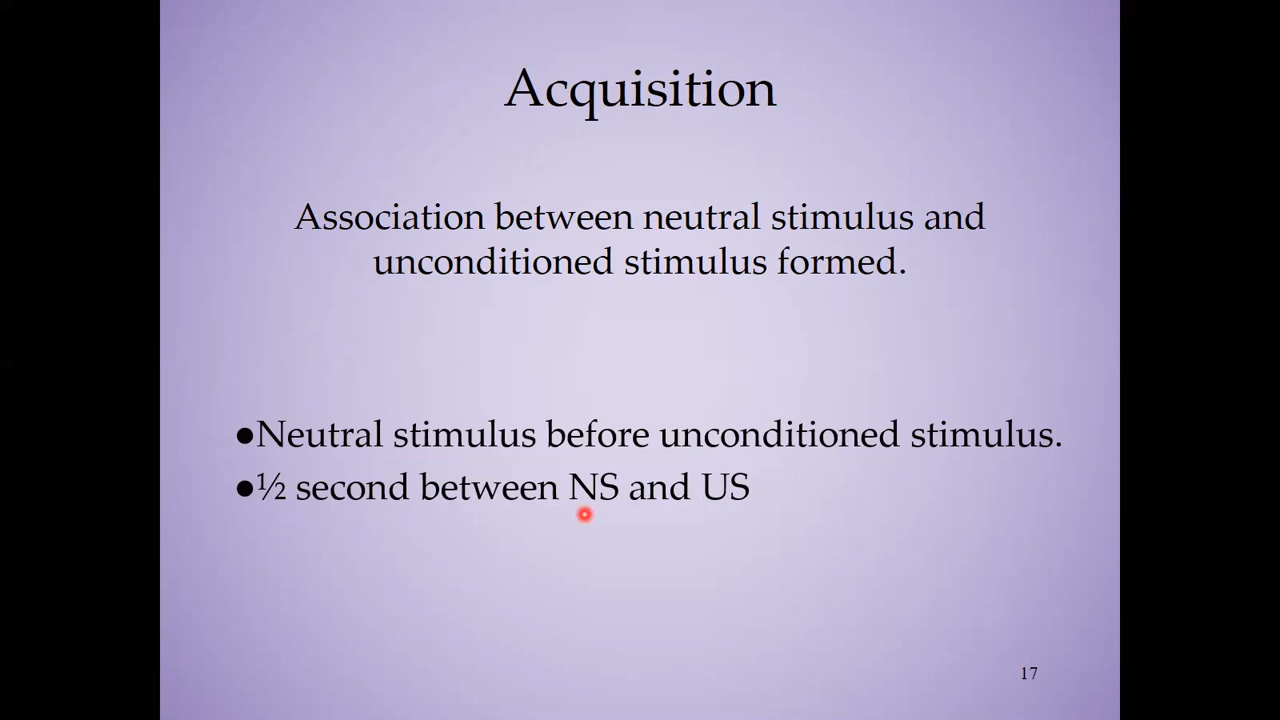 Acquisition
Association between neutral stimulus and
unconditioned stimulus formed.
●Neutral stimulus before unconditioned stimulus.
●½ second between NS and US
17